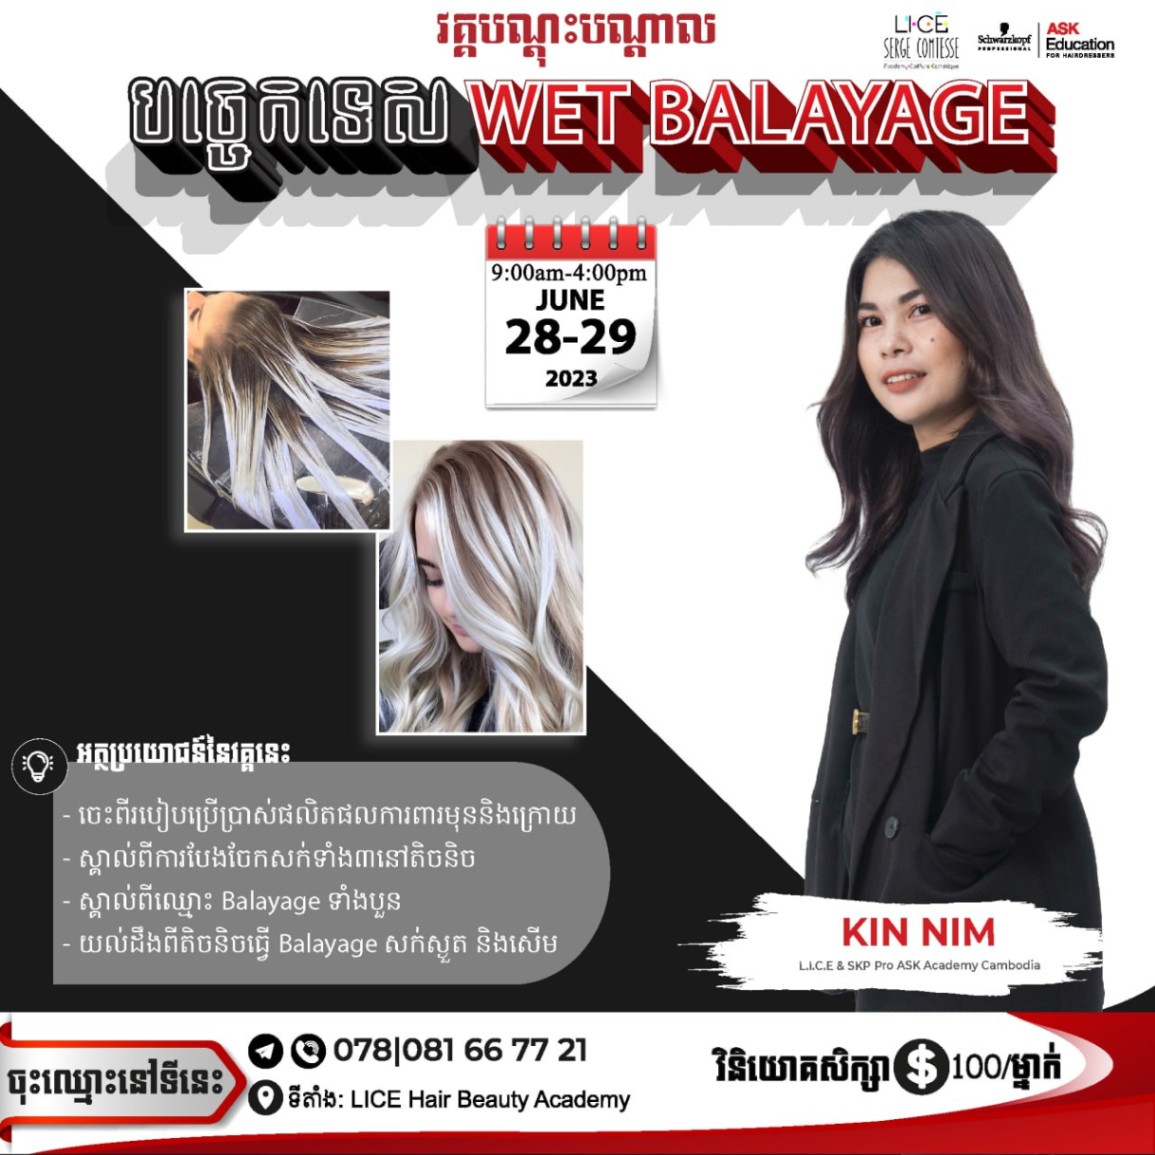 វគ្គបណ្តុះបណ្តាល
L·I·C·E
SERGE COMTESSE
Schwarzkopf
PROFESSIONAL
ASK
Education
FOR HAIRDRESSERS
បច្ចេកទេស WET BALAYAGE
9:00am-4:00pm
JUNE
28-29
2023
អត្ថប្រយោជន៍នៃវគ្គនេះ
- ចេះពីរបៀបប្រើប្រាស់ផលិតផលការពារមុននិងក្រោយ
- ស្គាល់ពីការបែងចែកសក់ទាំង៣នៅតិចនិច
- ស្គាល់ពីឈ្មោះ Balayage ទាំងបួន
- យល់ដឹងពីតិចនិចធ្វើ Balayage សក់ស្ងួត និងសើម
KIN NIM
L.I.C.E & SKP Pro ASK Academy Cambodia
ចុះឈ្មោះនៅទីនេះ
078|081 66 77 21
ទីតាំង: LICE Hair Beauty Academy
វិនិយោគសិក្សា $100/ម្នាក់